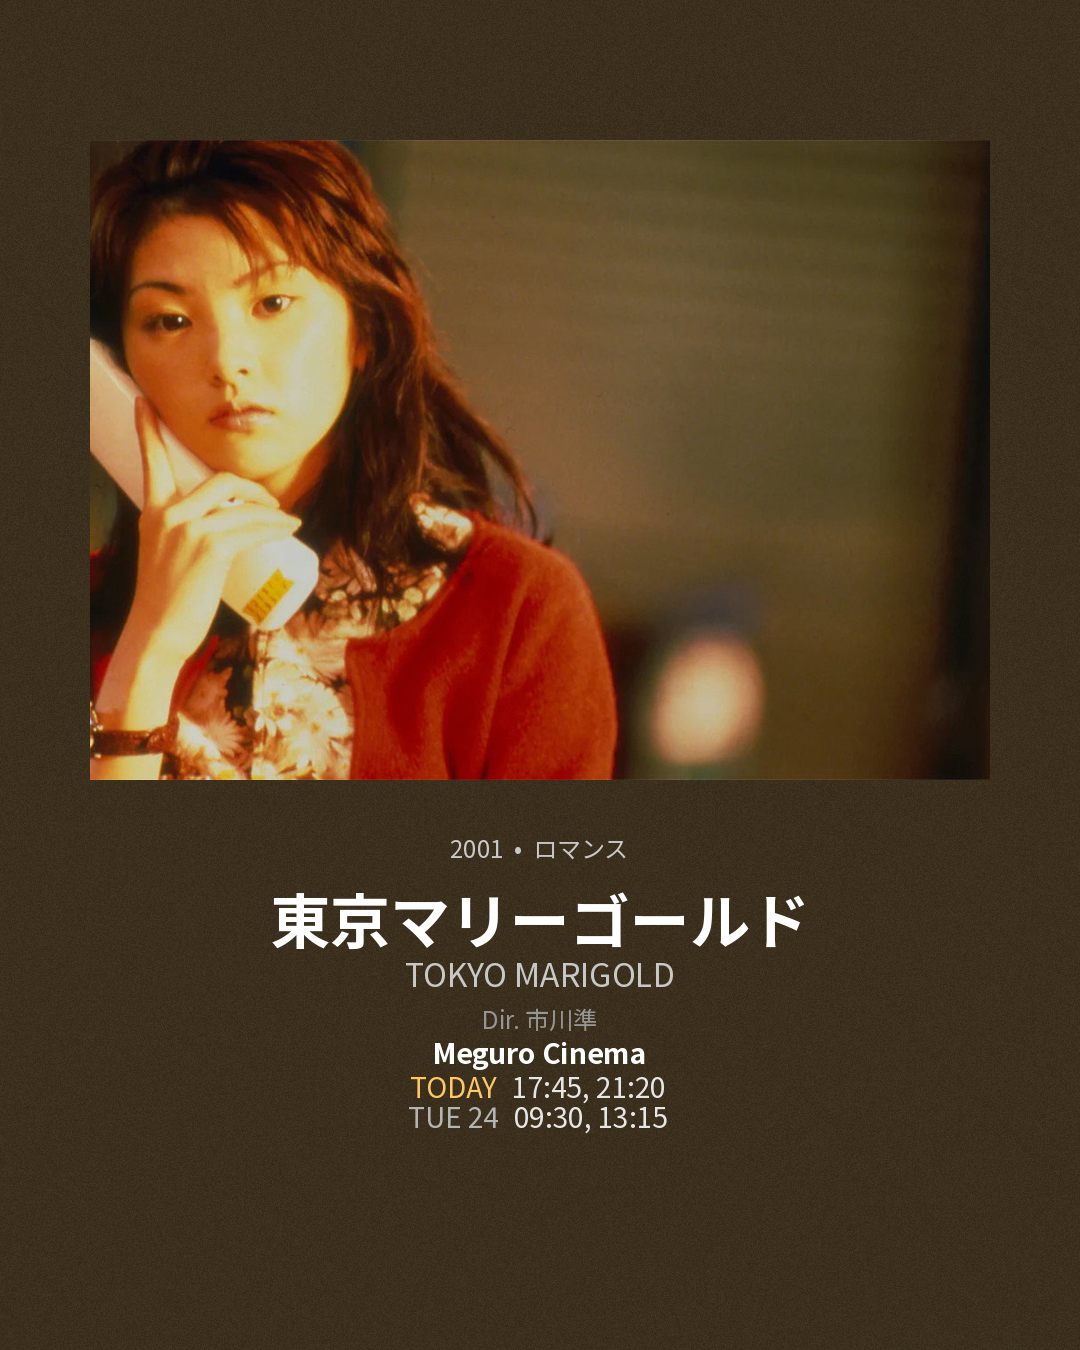 2001 • ロマンス
東京マリーゴールド
TOKYO MARIGOLD
Dir. 市川準
Meguro Cinema
TODAY 17:45, 21:20
TUE 24 09:30, 13:15